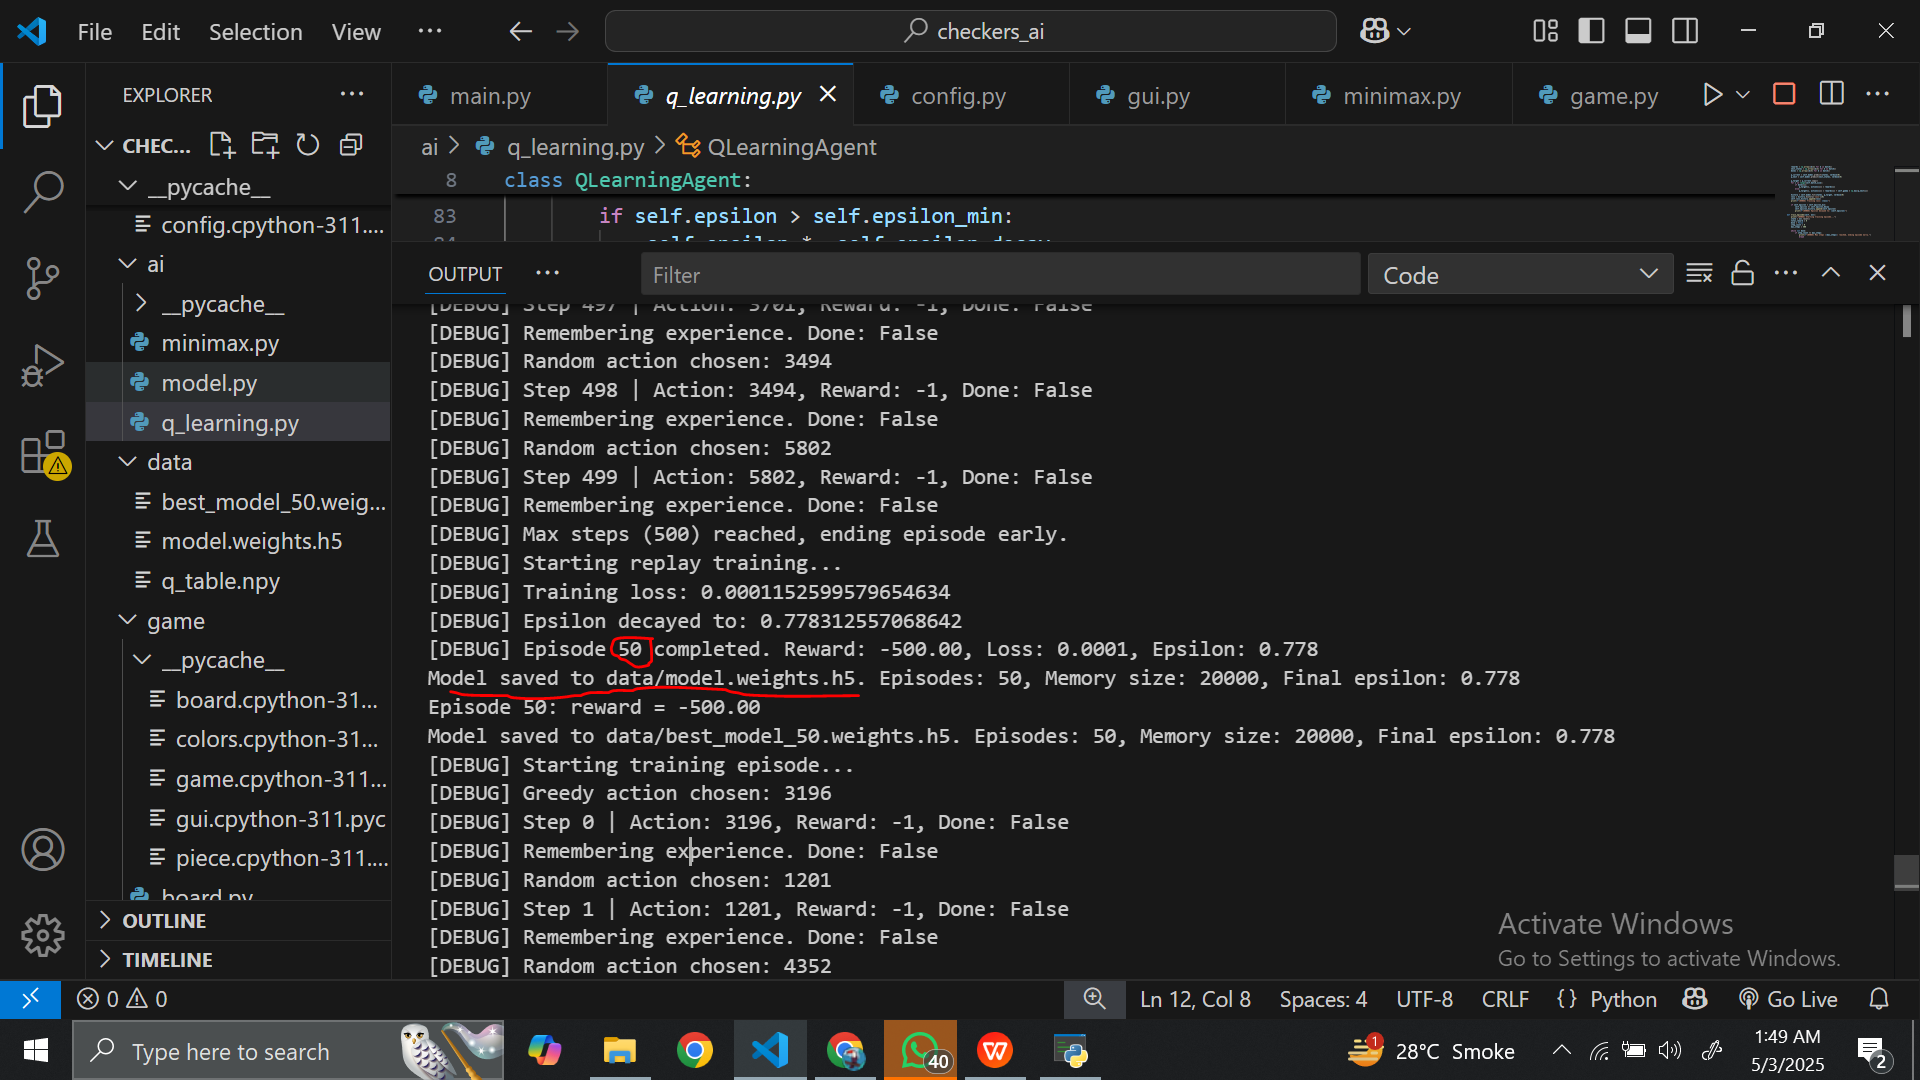 File Edit Selection View ··· checkers_ai
EXPLORER ···
main.py q_learning.py config.py gui.py minimax.py game.py
CHEC...
ai > q_learning.py > QLearningAgent
8 class QLearningAgent:
83 if self.epsilon > self.epsilon_min:
__pycache__
config.cpython-311....
ai
__pycache__
minimax.py
model.py
q_learning.py
data
best_model_50.weig...
model.weights.h5
q_table.npy
game
__pycache__
board.cpython-31...
colors.cpython-31...
game.cpython-311...
gui.cpython-311.pyc
piece.cpython-311....
board.py
OUTLINE
TIMELINE
OUTPUT ··· Filter Code
[DEBUG] Step 497 | Action: 3701, Reward: -1, Done: False
[DEBUG] Remembering experience. Done: False
[DEBUG] Random action chosen: 3494
[DEBUG] Step 498 | Action: 3494, Reward: -1, Done: False
[DEBUG] Remembering experience. Done: False
[DEBUG] Random action chosen: 5802
[DEBUG] Step 499 | Action: 5802, Reward: -1, Done: False
[DEBUG] Remembering experience. Done: False
[DEBUG] Max steps (500) reached, ending episode early.
[DEBUG] Starting replay training...
[DEBUG] Training loss: 0.0001152599579654634
[DEBUG] Epsilon decayed to: 0.778312557068642
[DEBUG] Episode 50 completed. Reward: -500.00, Loss: 0.0001, Epsilon: 0.778
Model saved to data/model.weights.h5. Episodes: 50, Memory size: 20000, Final epsilon: 0.778
Episode 50: reward = -500.00
Model saved to data/best_model_50.weights.h5. Episodes: 50, Memory size: 20000, Final epsilon: 0.778
[DEBUG] Starting training episode...
[DEBUG] Greedy action chosen: 3196
[DEBUG] Step 0 | Action: 3196, Reward: -1, Done: False
[DEBUG] Remembering experience. Done: False
[DEBUG] Random action chosen: 1201
[DEBUG] Step 1 | Action: 1201, Reward: -1, Done: False
[DEBUG] Remembering experience. Done: False
[DEBUG] Random action chosen: 4352
Activate Windows
Go to Settings to activate Windows.
0 0 Ln 12, Col 8 Spaces: 4 UTF-8 CRLF {} Python Go Live
Type here to search 40 1 28°C Smoke 1:49 AM
5/3/2025 2